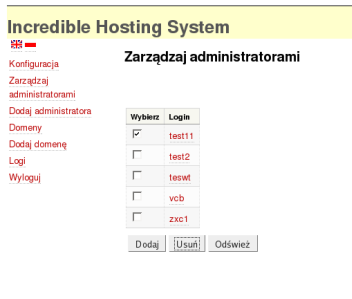 Incredible Hosting System
Zarządzaj administratorami
Konfiguracja
Zarządzaj
administratorami
Dodaj administratora
Domeny
Dodaj domenę
Logi
Wyloguj
Wybierz Login
test11
test2
teswt
vcb
zxc1
Dodaj Usuń Odśwież